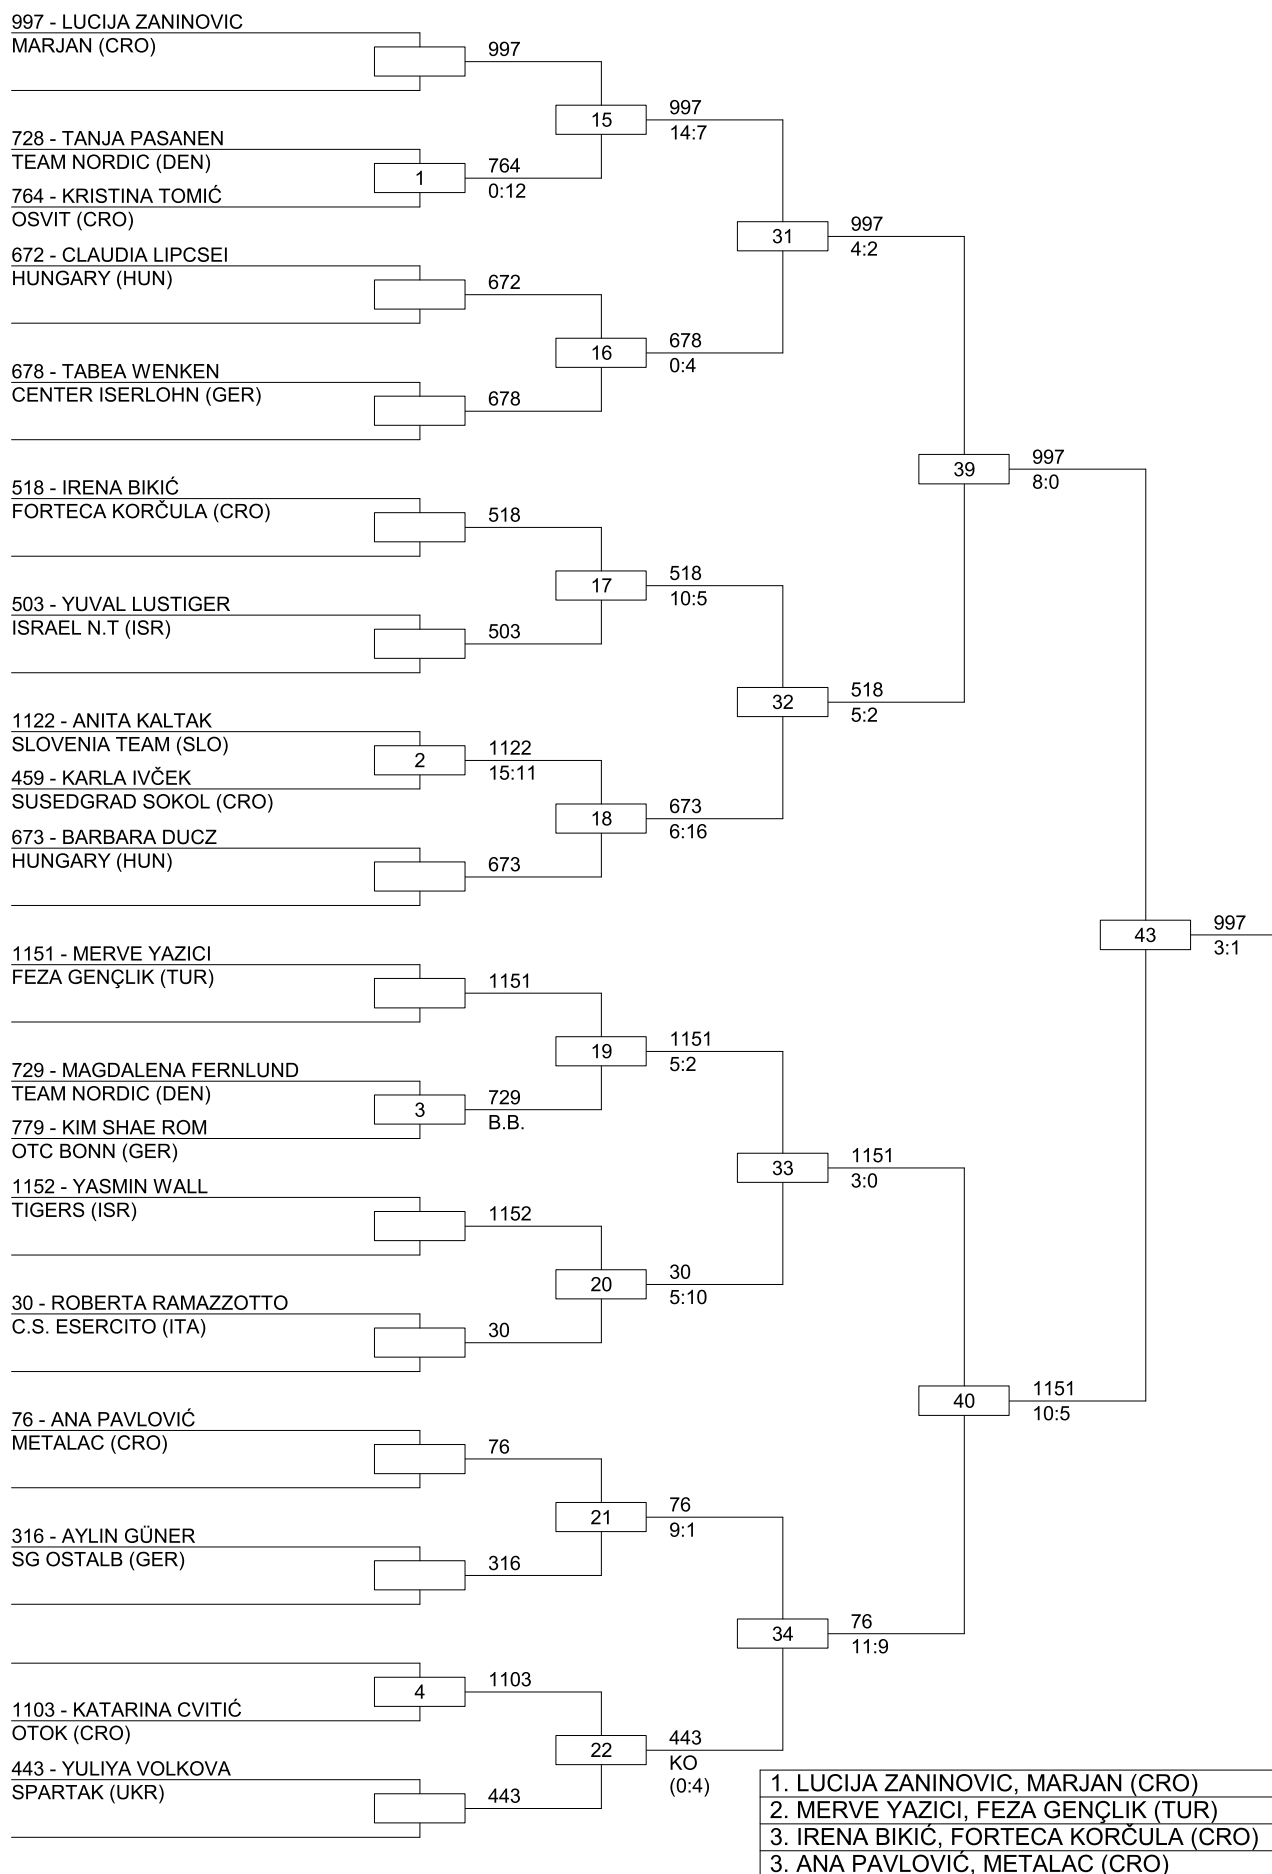 997 - LUCIJA ZANINOVIC
MARJAN (CRO)
997
15
997
14:7
728 - TANJA PASANEN
TEAM NORDIC (DEN)
1
764
0:12
764 - KRISTINA TOMIĆ
OSVIT (CRO)
31
997
4:2
672 - CLAUDIA LIPCSEI
HUNGARY (HUN)
672
16
678
0:4
678 - TABEA WENKEN
CENTER ISERLOHN (GER)
678
39
997
8:0
518 - IRENA BIKIĆ
FORTECA KORČULA (CRO)
518
17
518
10:5
503 - YUVAL LUSTIGER
ISRAEL N.T (ISR)
503
32
518
5:2
1122 - ANITA KALTAK
SLOVENIA TEAM (SLO)
2
1122
15:11
459 - KARLA IVČEK
SUSEDGRAD SOKOL (CRO)
18
673
6:16
673 - BARBARA DUCZ
HUNGARY (HUN)
673
43
997
3:1
1151 - MERVE YAZICI
FEZA GENÇLIK (TUR)
1151
19
1151
5:2
729 - MAGDALENA FERNLUND
TEAM NORDIC (DEN)
3
729
B.B.
779 - KIM SHAE ROM
OTC BONN (GER)
33
1151
3:0
1152 - YASMIN WALL
TIGERS (ISR)
1152
20
30
5:10
30 - ROBERTA RAMAZZOTTO
C.S. ESERCITO (ITA)
30
40
1151
10:5
76 - ANA PAVLOVIĆ
METALAC (CRO)
76
21
76
9:1
316 - AYLIN GÜNER
SG OSTALB (GER)
316
34
76
11:9
4
1103
1103 - KATARINA CVITIĆ
OTOK (CRO)
22
443
KO
(0:4)
443 - YULIYA VOLKOVA
SPARTAK (UKR)
443
1. LUCIJA ZANINOVIC, MARJAN (CRO)
2. MERVE YAZICI, FEZA GENÇLIK (TUR)
3. IRENA BIKIĆ, FORTECA KORČULA (CRO)
3. ANA PAVLOVIĆ, METALAC (CRO)